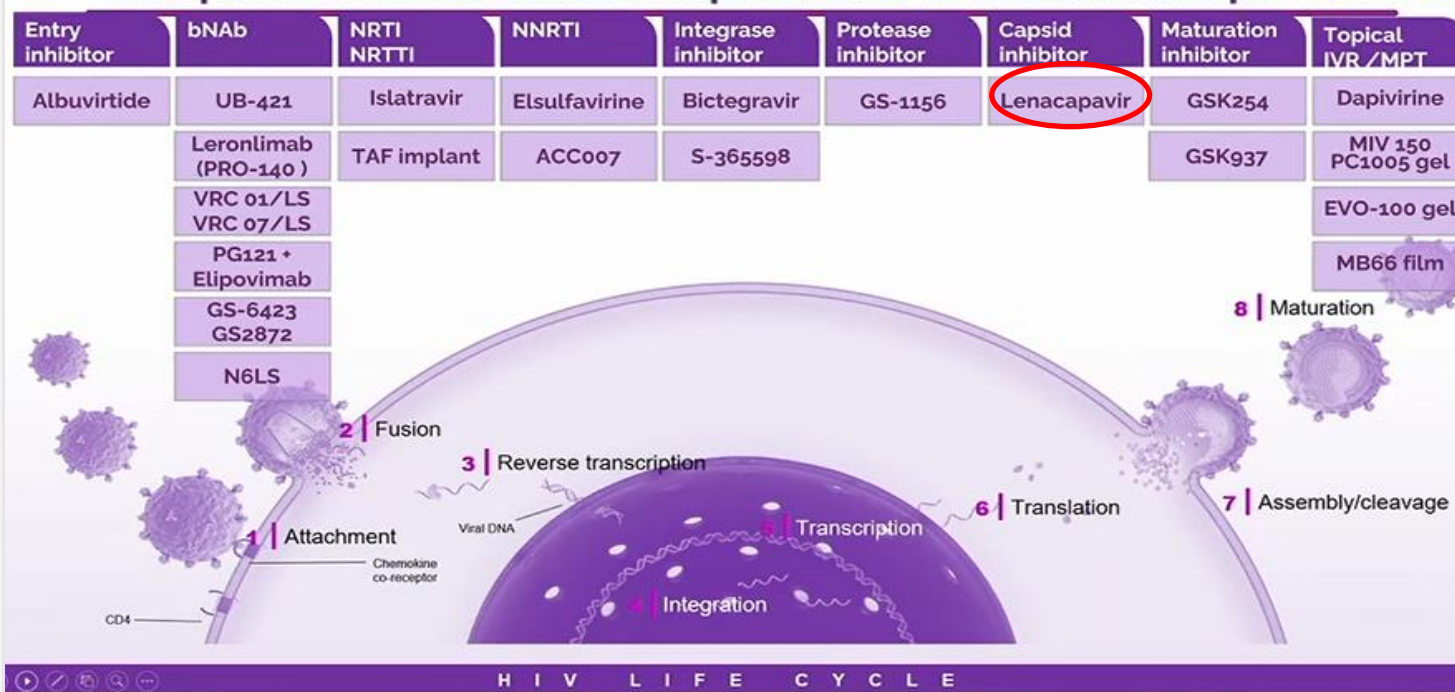 Entry
inhibitor
bNAb
NRTI
NRTTI
NNRTI
Integrase
inhibitor
Protease
inhibitor
Capsid
inhibitor
Maturation
inhibitor
Topical
IVR/MPT
Albuvirtide
UB-421
Islatravir
Elsulfavirine
Bictegravir
GS-1156
Lenacapavir
GSK254
Dapivirine
Leronlimab
(PRO-140 )
TAF implant
ACC007
S-365598
GSK937
MIV 150
PC1005 gel
VRC 01/LS
VRC 07/LS
EVO-100 gel
PG121 +
Elipovimab
MB66 film
GS-6423
GS2872
N6LS
8 Maturation
2 Fusion
3 Reverse transcription
6 Translation
7 Assembly/cleavage
Viral DNA
5 Transcription
1 Attachment
Chemokine
co-receptor
4 Integration
CD4
HIV LIFE CYCLE